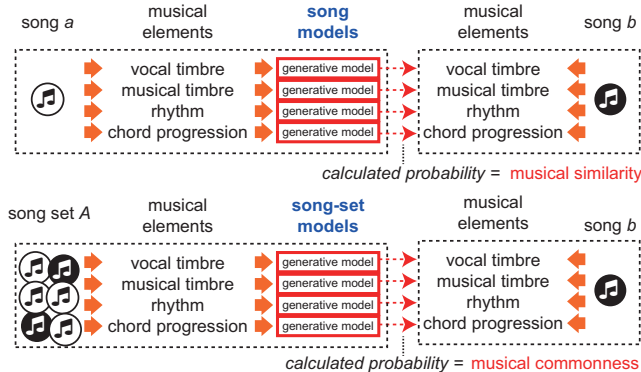 song a
musical
elements
song
models
musical
elements
song b
vocal timbre
generative model
vocal timbre
musical timbre
generative model
musical timbre
rhythm
generative model
rhythm
chord progression
generative model
chord progression
calculated probability = musical similarity
song set A
musical
elements
song-set
models
musical
elements
song b
vocal timbre
generative model
vocal timbre
musical timbre
generative model
musical timbre
rhythm
generative model
rhythm
chord progression
generative model
chord progression
calculated probability = musical commonness